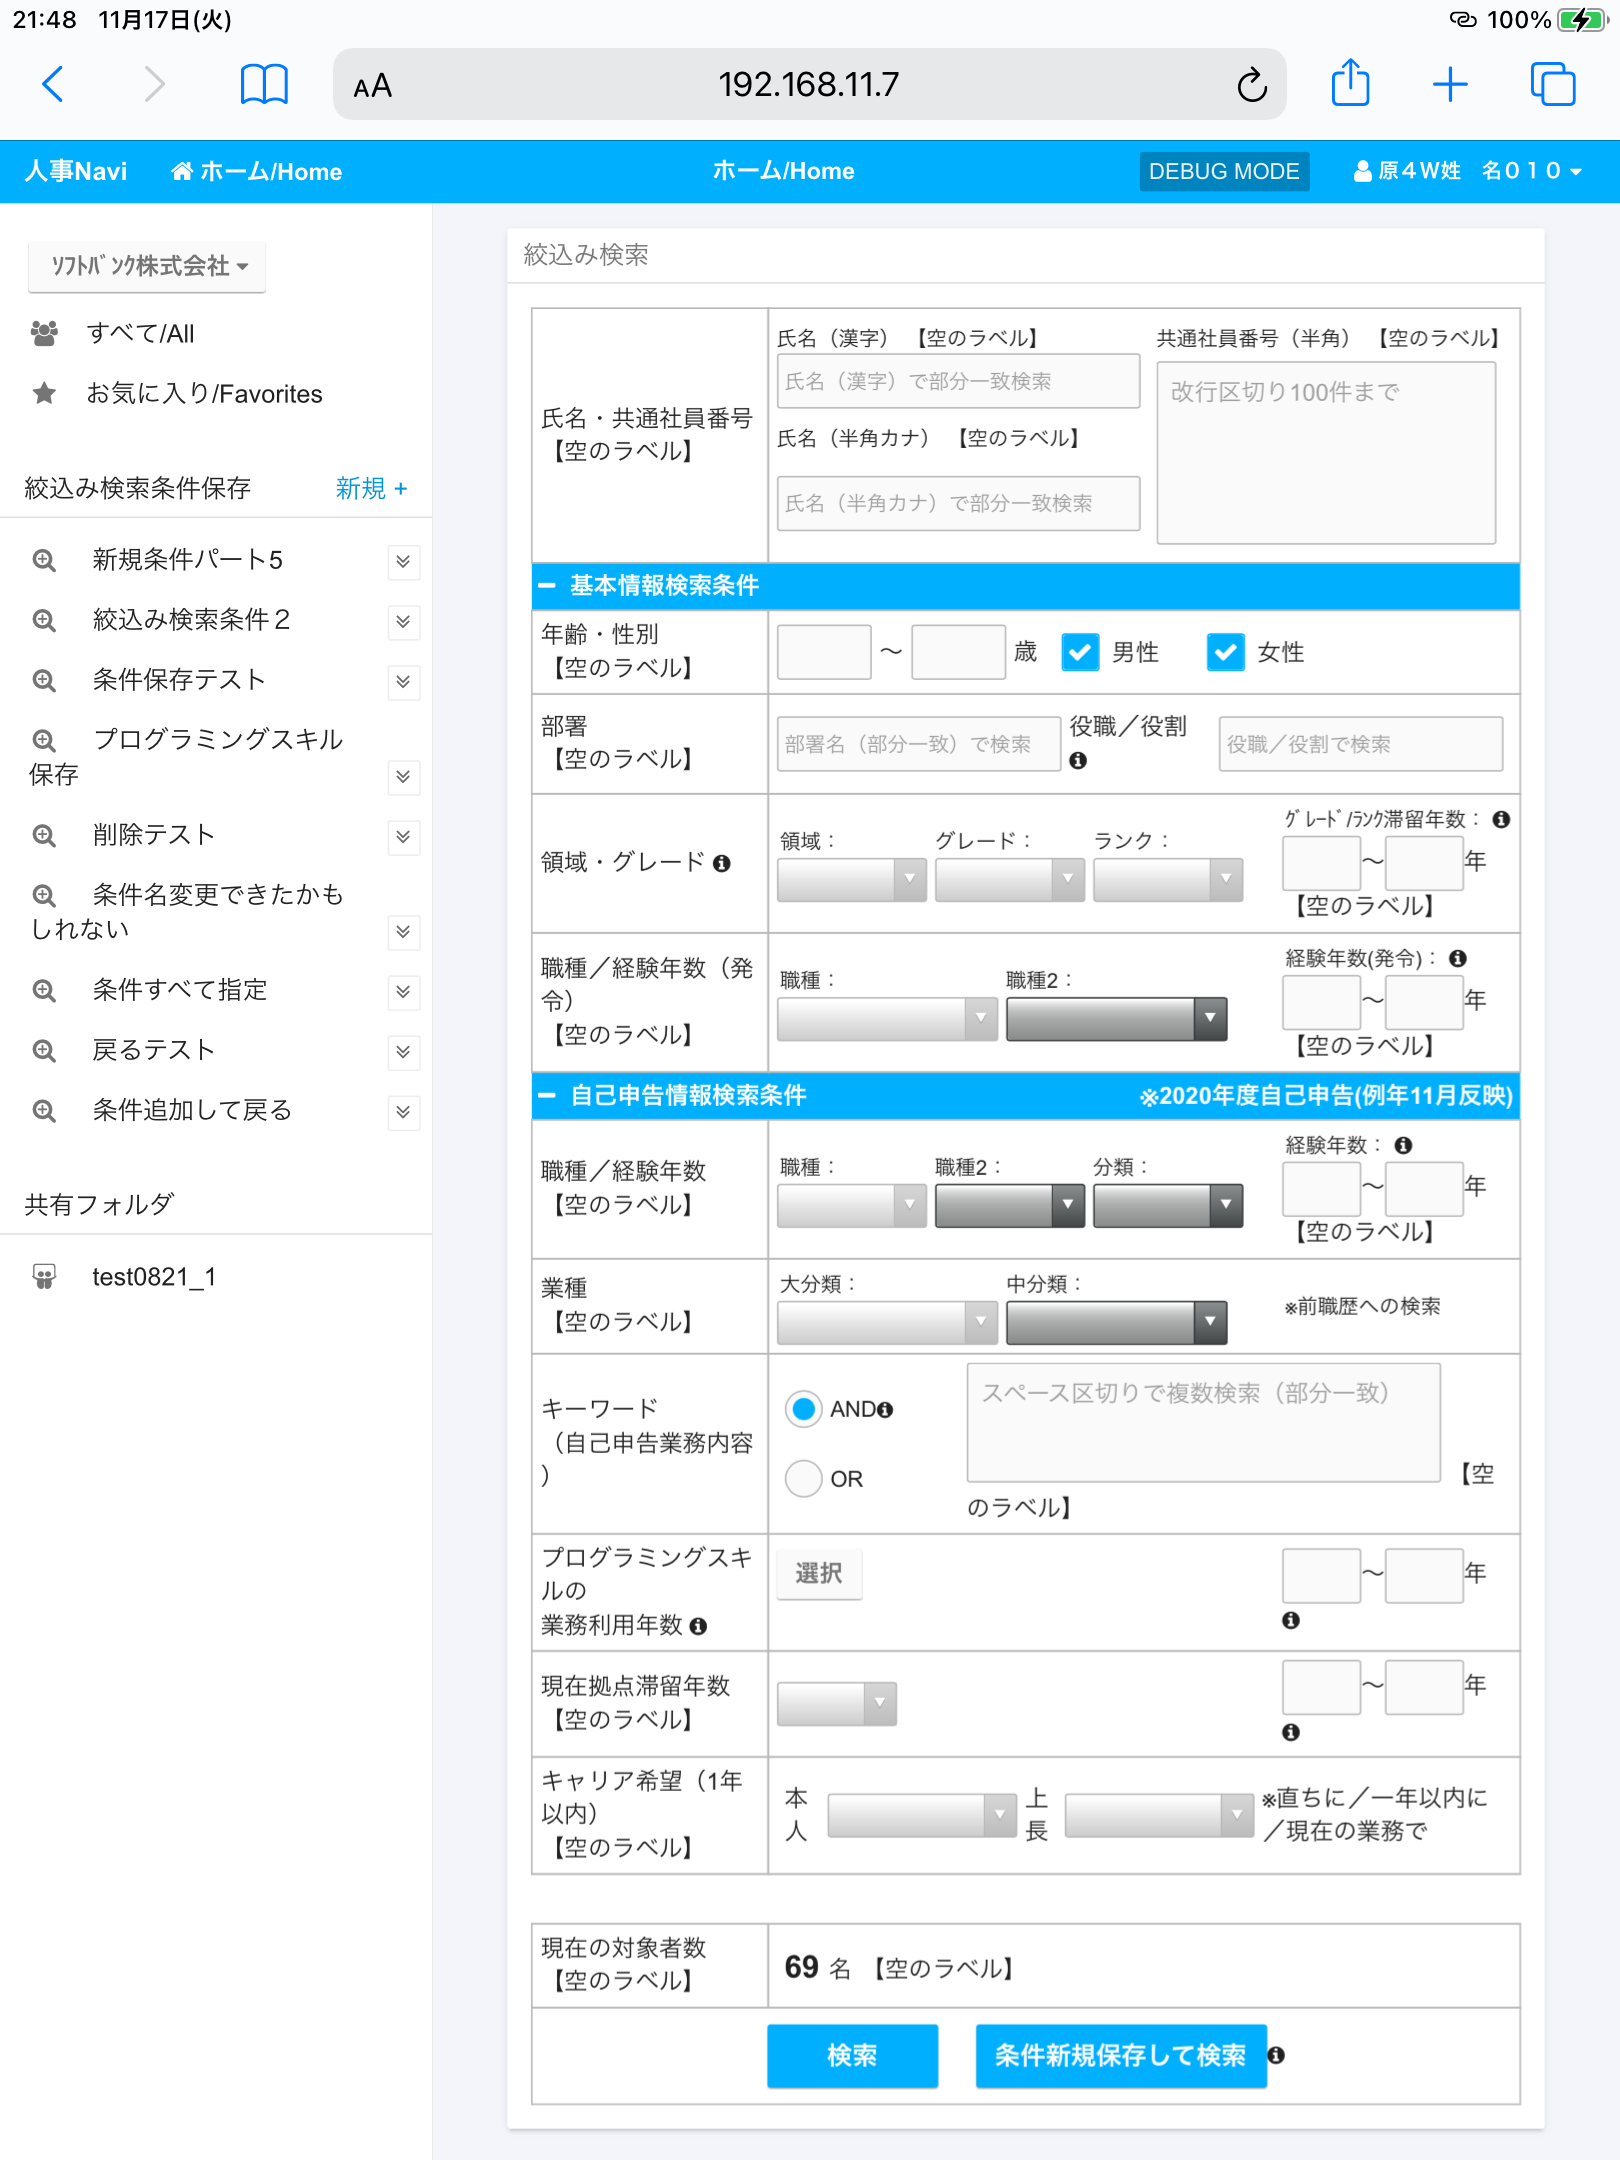 21:48 11月17日(火)
100%
AA
192.168.11.7
人事Navi
ホーム/Home
ホーム/Home
DEBUG MODE
原４W姓　名０１０
ｿﾌﾄﾊﾞﾝｸ株式会社
すべて/All
お気に入り/Favorites
絞込み検索条件保存
新規 +
新規条件パート5
絞込み検索条件２
条件保存テスト
プログラミングスキル
保存
削除テスト
条件名変更できたかも
しれない
条件すべて指定
戻るテスト
条件追加して戻る
共有フォルダ
test0821_1
絞込み検索
氏名・共通社員番号
【空のラベル】
氏名（漢字）【空のラベル】
氏名（漢字）で部分一致検索
氏名（半角カナ）【空のラベル】
氏名（半角カナ）で部分一致検索
共通社員番号（半角）【空のラベル】
改行区切り100件まで
基本情報検索条件
年齢・性別
【空のラベル】
～
歳
男性
女性
部署
【空のラベル】
部署名（部分一致）で検索
役職／役割
役職／役割で検索
領域・グレード
領域：
グレード：
ランク：
ｸﾞﾚｰﾄﾞ/ﾗﾝｸ滞留年数：
～
年
【空のラベル】
職種／経験年数（発
令）
【空のラベル】
職種：
職種2：
経験年数(発令)：
～
年
【空のラベル】
自己申告情報検索条件
※2020年度自己申告(例年11月反映)
職種／経験年数
【空のラベル】
職種：
職種2：
分類：
経験年数：
～
年
【空のラベル】
業種
【空のラベル】
大分類：
中分類：
※前職歴への検索
キーワード
（自己申告業務内容
）
AND
OR
スペース区切りで複数検索（部分一致）
【空
のラベル】
プログラミングスキ
ルの
業務利用年数
選択
～
年
現在拠点滞留年数
【空のラベル】
～
年
キャリア希望（1年
以内）
【空のラベル】
本
人
上
長
※直ちに／一年以内に
／現在の業務で
現在の対象者数
【空のラベル】
69 名 【空のラベル】
検索
条件新規保存して検索